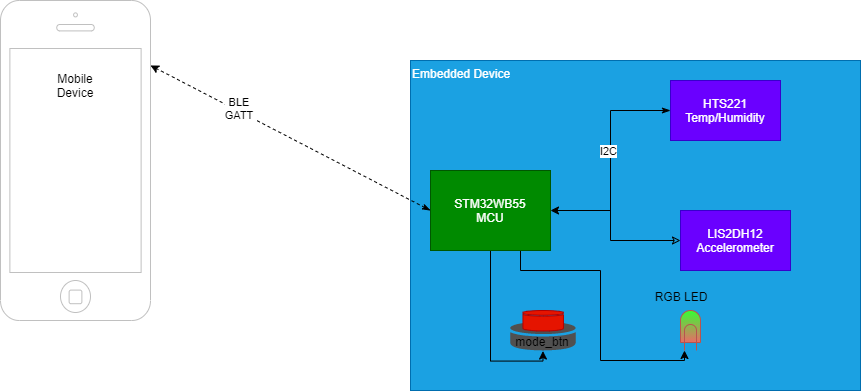 Mobile
Device
BLE
GATT
Embedded Device
HTS221
Temp/Humidity
I2C
STM32WB55
MCU
LIS2DH12
Accelerometer
RGB LED
mode_btn